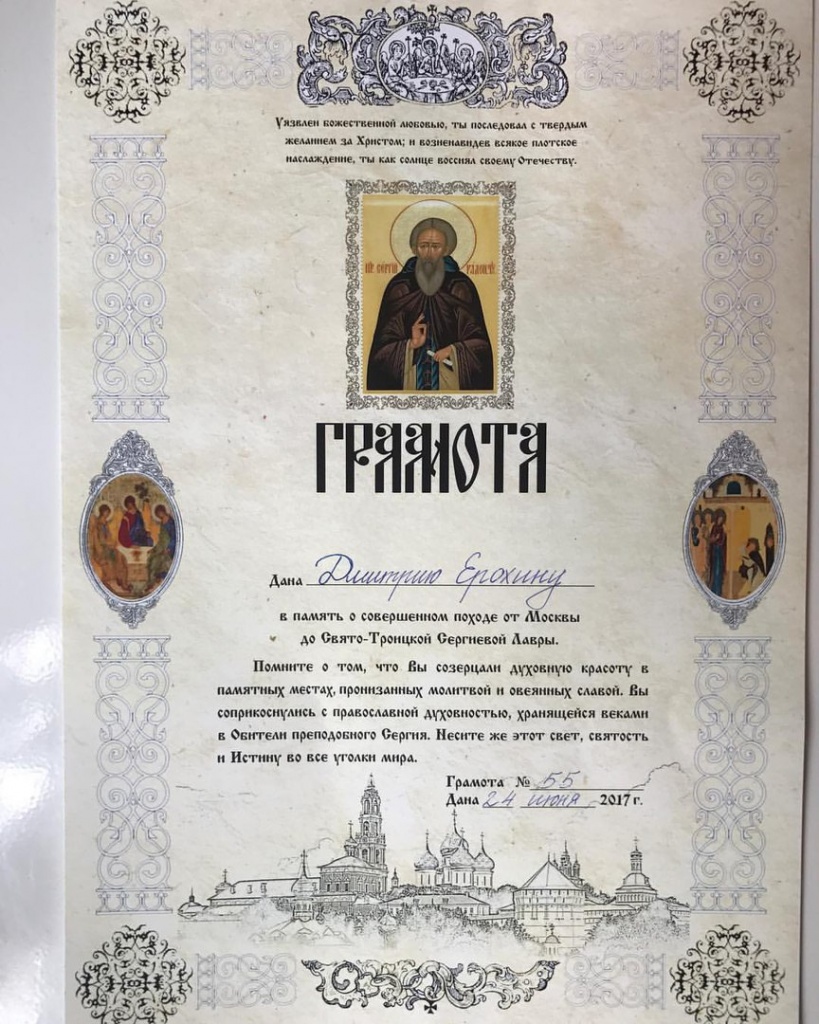 Уязвлен божественной любовью, ты последовал с твердым
желанием за Христом; и возненавидев всякое плотское
наслаждение, ты как солнце воссиял своему Отечеству.
ГРАМОТА
Дана Дмитрию Ерохину
в память о совершенном походе от Москвы
до Свято-Троицкой Сергиевой Лавры.
Помните о том, что Вы созерцали духовную красоту в
памятных местах, пронизанных молитвой и овеянных славой. Вы
соприкоснулись с православной духовностью, хранящейся веками
в Обители преподобного Сергия. Несите же этот свет, святость
и Истину во все уголки мира.
Грамота № 55
Дана 24 июня 2017 г.